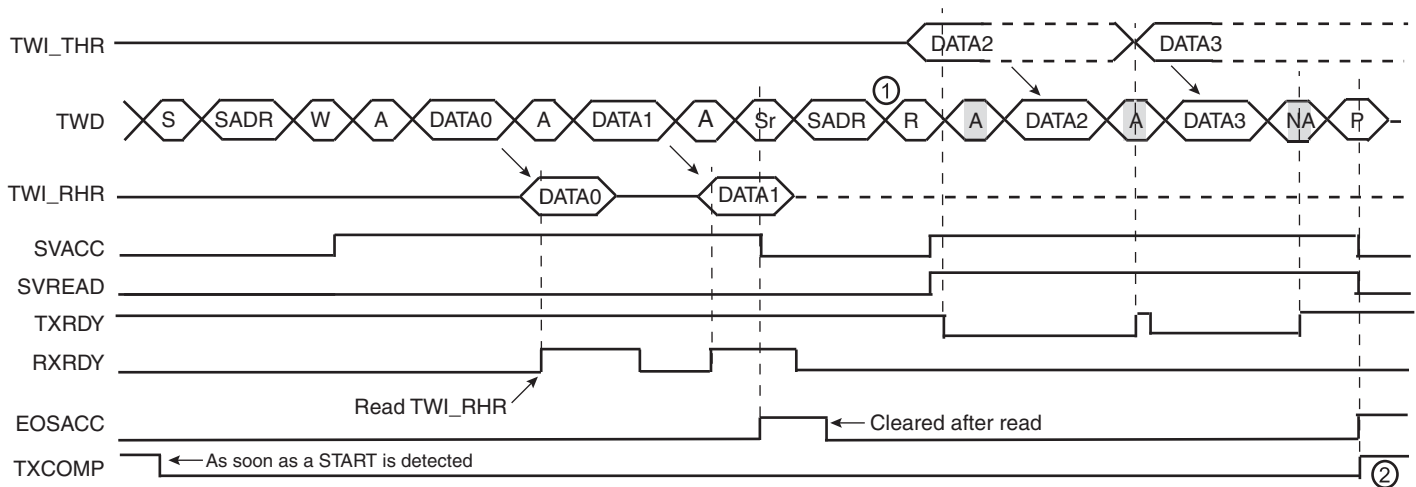 TWI_THR DATA2 DATA3
①
TWD S SADR W A DATA0 A DATA1 A Sr SADR R A DATA2 A DATA3 NA P
TWI_RHR DATA0 DATA1
SVACC
SVREAD
TXRDY
RXRDY
Read TWI_RHR
EOSACC Cleared after read
As soon as a START is detected
TXCOMP ②